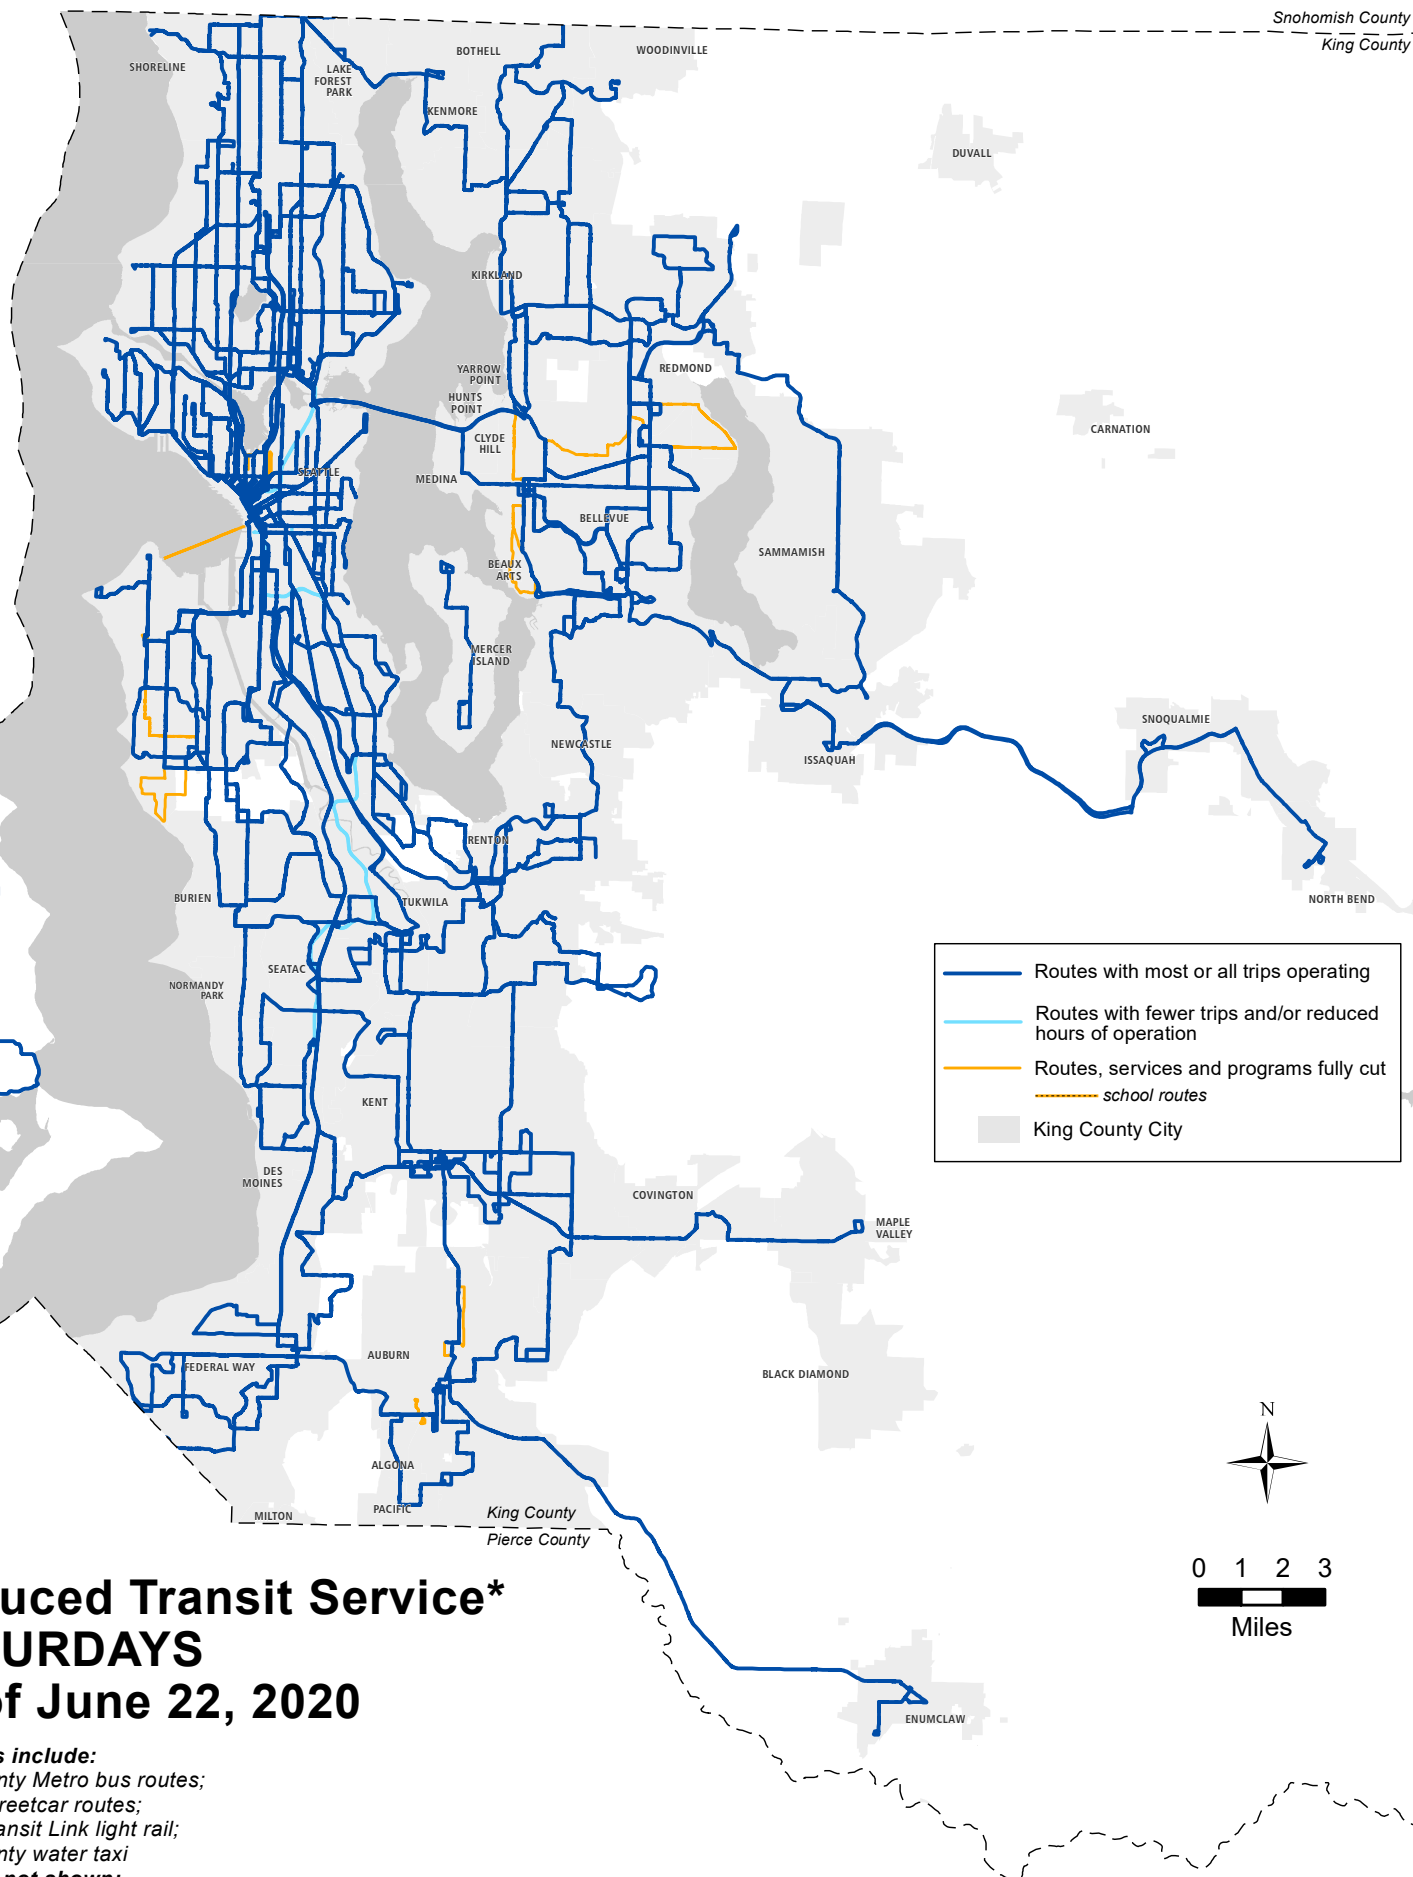 Snohomish County
King County
SHORELINE
LAKE
FOREST
PARK
BOTHELL
WOODINVILLE
KENMORE
DUVALL
KIRKLAND
YARROW
POINT
HUNTS
POINT
REDMOND
CLYDE
HILL
CARNATION
SEATTLE
MEDINA
BELLEVUE
SAMMAMISH
BEAUX
ARTS
MERCER
ISLAND
NEWCASTLE
ISSAQUAH
SNOQUALMIE
RENTON
NORTH BEND
BURIEN
TUKWILA
SEATAC
NORMANDY
PARK
Routes with most or all trips operating
Routes with fewer trips and/or reduced
hours of operation
Routes, services and programs fully cut
school routes
King County City
KENT
DES
MOINES
COVINGTON
MAPLE
VALLEY
FEDERAL WAY
AUBURN
BLACK DIAMOND
ALGONA
PACIFIC
MILTON
King County
Pierce County
N
0 1 2 3
Miles
ENUMCLAW
uced Transit Service*
URDAYS
of June 22, 2020
s include:
nty Metro bus routes;
reetcar routes;
ansit Link light rail;
nty water taxi
not shown: